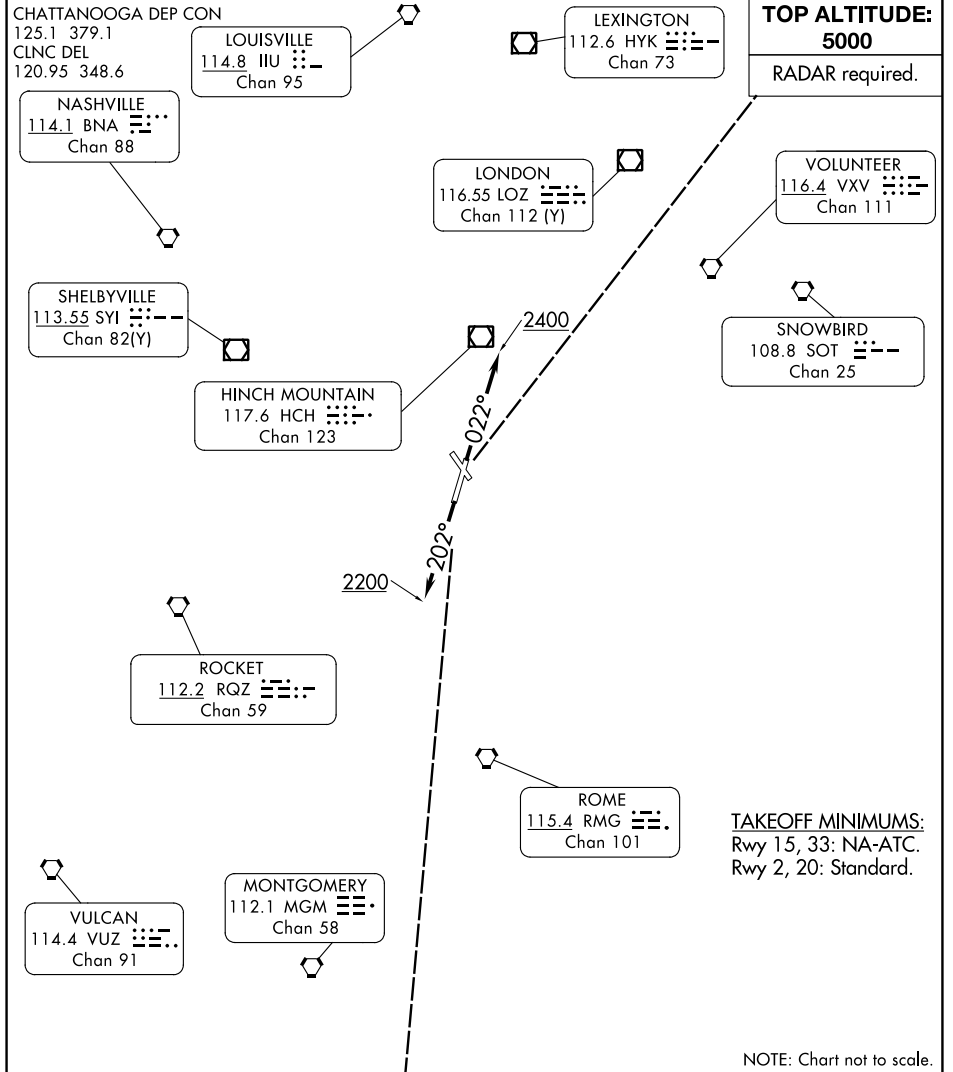 CHATTANOOGA DEP CON
125.1 379.1
CLNC DEL
120.95 348.6
TOP ALTITUDE:
5000
RADAR required.
LOUISVILLE
114.8 IIU
Chan 95
LEXINGTON
112.6 HYK
Chan 73
NASHVILLE
114.1 BNA
Chan 88
LONDON
116.55 LOZ
Chan 112 (Y)
VOLUNTEER
116.4 VXV
Chan 111
SHELBYVILLE
113.55 SYI
Chan 82(Y)
SNOWBIRD
108.8 SOT
Chan 25
2400
HINCH MOUNTAIN
117.6 HCH
Chan 123
022°
202°
2200
ROCKET
112.2 RQZ
Chan 59
ROME
115.4 RMG
Chan 101
TAKEOFF MINIMUMS:
Rwy 15, 33: NA-ATC.
Rwy 2, 20: Standard.
VULCAN
114.4 VUZ
Chan 91
MONTGOMERY
112.1 MGM
Chan 58
NOTE: Chart not to scale.